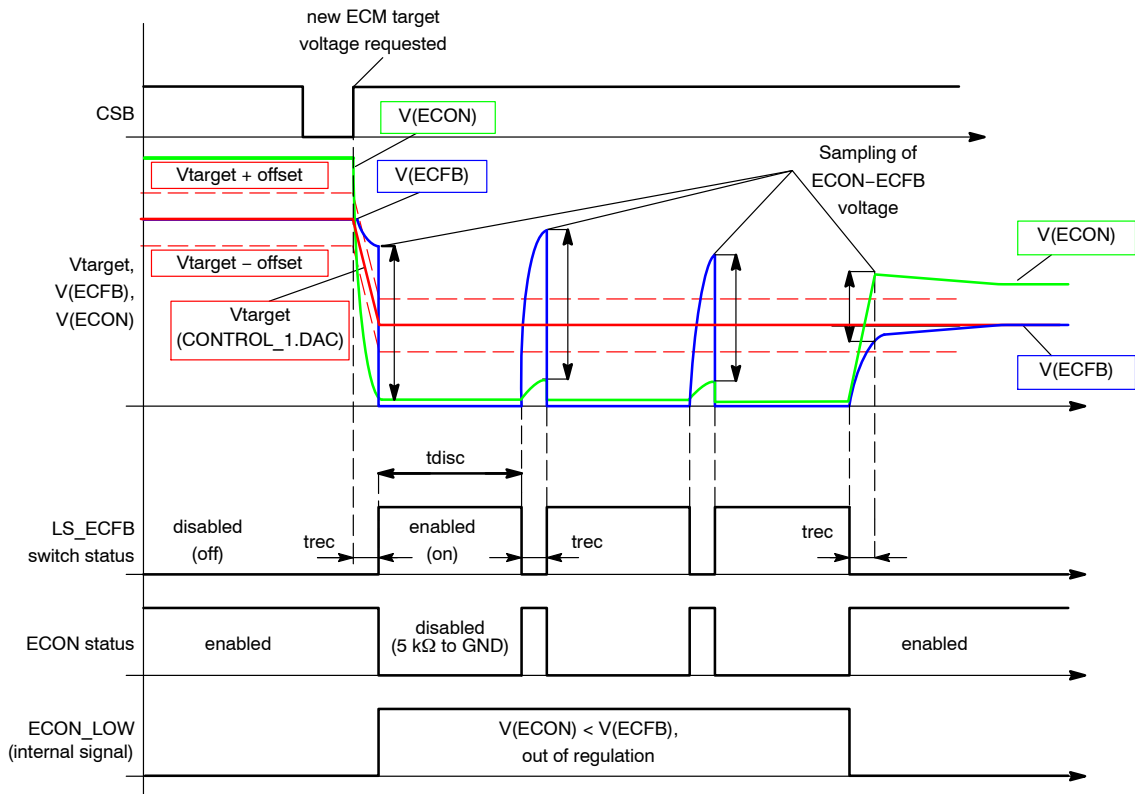 new ECM target
voltage requested
CSB
V(ECON)
Vtarget + offset
V(ECFB)
Sampling of
ECON−ECFB
voltage
Vtarget − offset
V(ECON)
Vtarget,
V(ECFB),
V(ECON)
Vtarget
(CONTROL_1.DAC)
V(ECFB)
tdisc
LS_ECFB
switch status
disabled
(off)
trec
enabled
(on)
trec
trec
ECON status
enabled
disabled
(5 kΩ to GND)
enabled
ECON_LOW
(internal signal)
V(ECON) < V(ECFB),
out of regulation